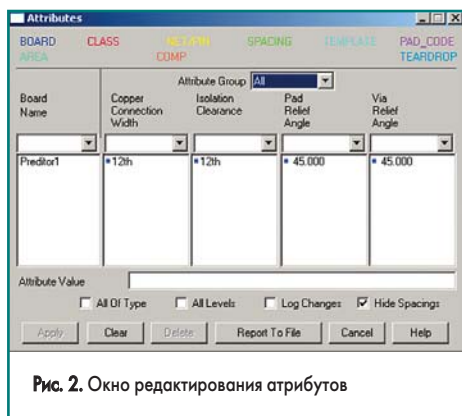 Attributes
BOARD CLASS NET/PIN SPACING TEMPLATE PAD_CODE
AREA COMP TEARDROP
Attribute Group All
Board Name
Copper Connection Width
Isolation Clearance
Pad Relief Angle
Via Relief Angle
Preditor1 12th 12th 45.000 45.000
Attribute Value
All Of Type All Levels Log Changes Hide Spacings
Apply Clear Delete Report To File Cancel Help
Рис. 2. Окно редактирования атрибутов